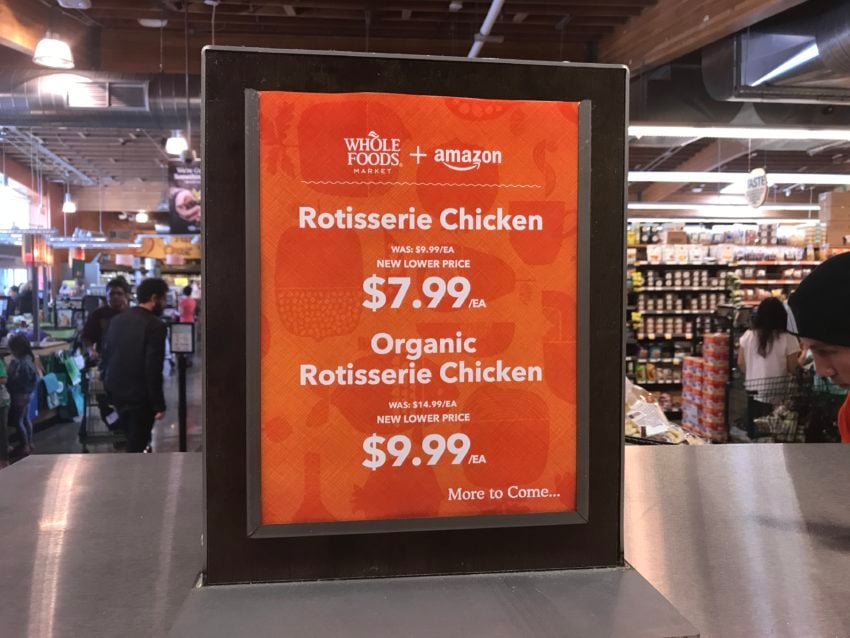 WHÔLE
FOODS
MARKET
+ amazon
Rotisserie Chicken
WAS: $9.99/EA
NEW LOWER PRICE
$7.99/EA
Organic
Rotisserie Chicken
WAS: $14.99/EA
NEW LOWER PRICE
$9.99/EA
More to Come...
TASTE